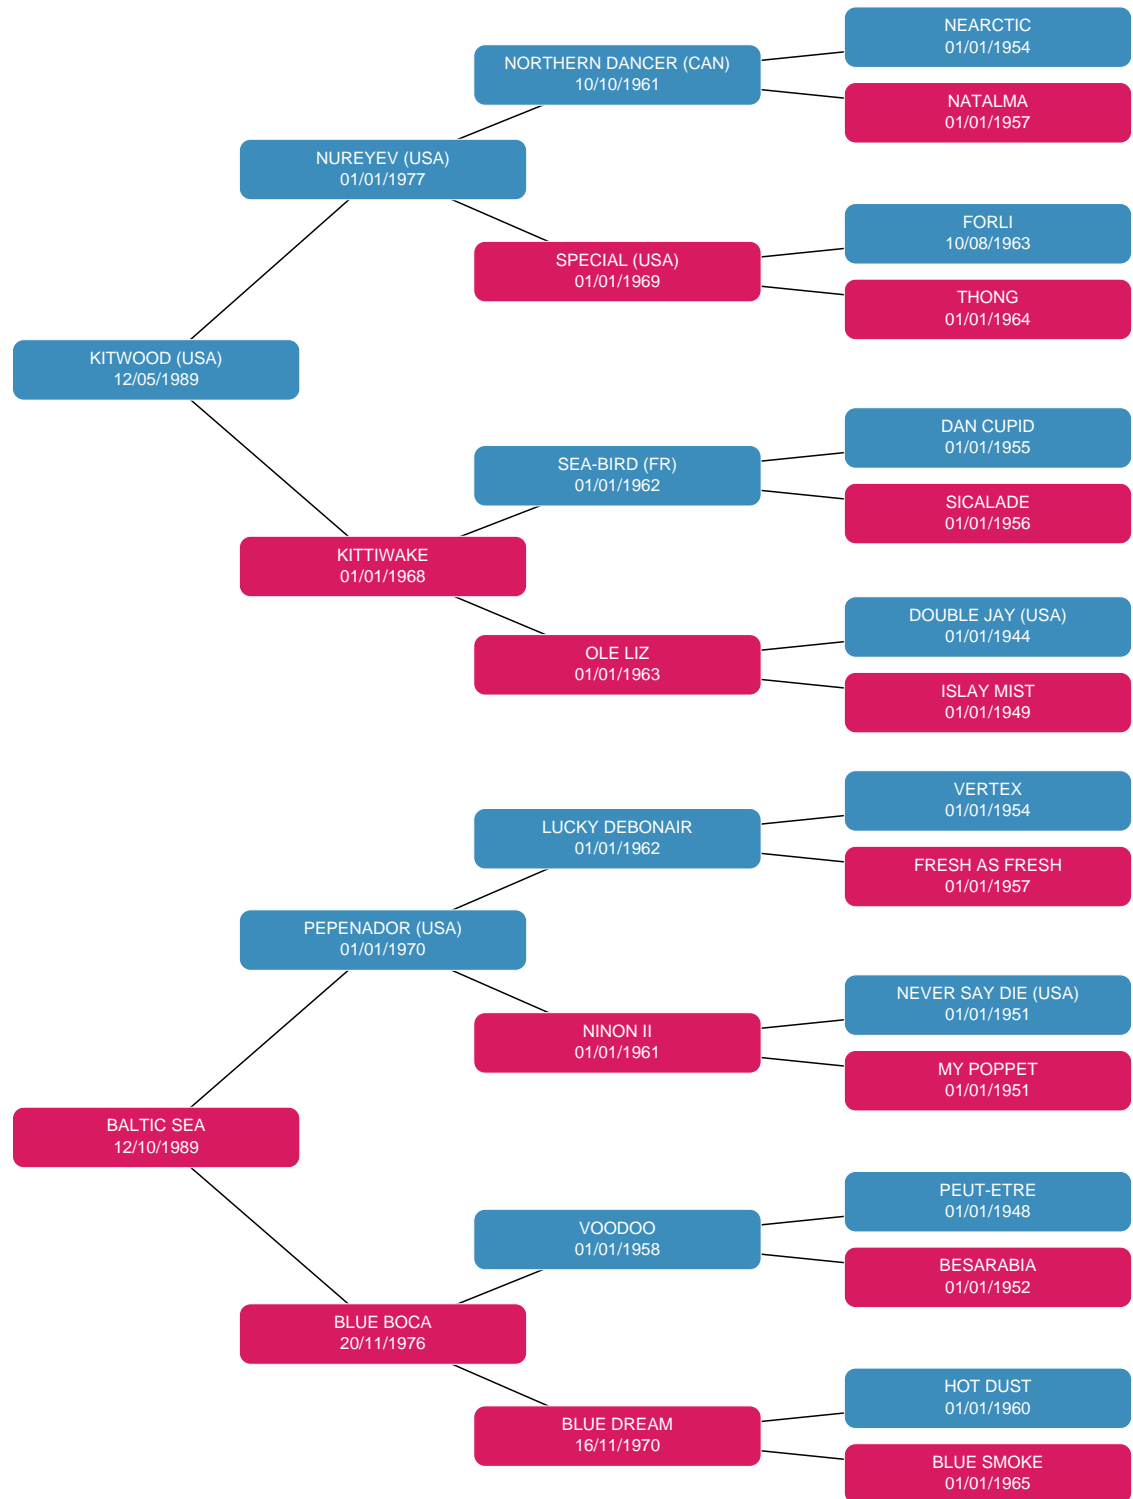 NEARCTIC
01/01/1954
NORTHERN DANCER (CAN)
10/10/1961
NATALMA
01/01/1957
NUREYEV (USA)
01/01/1977
FORLI
10/08/1963
SPECIAL (USA)
01/01/1969
THONG
01/01/1964
KITWOOD (USA)
12/05/1989
DAN CUPID
01/01/1955
SEA-BIRD (FR)
01/01/1962
SICALADE
01/01/1956
KITTIWAKE
01/01/1968
DOUBLE JAY (USA)
01/01/1944
OLE LIZ
01/01/1963
ISLAY MIST
01/01/1949
VERTEX
01/01/1954
LUCKY DEBONAIR
01/01/1962
FRESH AS FRESH
01/01/1957
PEPENADOR (USA)
01/01/1970
NEVER SAY DIE (USA)
01/01/1951
NINON II
01/01/1961
MY POPPET
01/01/1951
BALTIC SEA
12/10/1989
PEUT-ETRE
01/01/1948
VOODOO
01/01/1958
BESARABIA
01/01/1952
BLUE BOCA
20/11/1976
HOT DUST
01/01/1960
BLUE DREAM
16/11/1970
BLUE SMOKE
01/01/1965